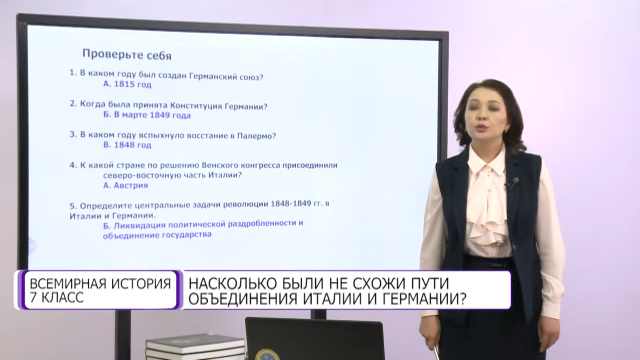 Проверьте себя
1. В каком году был создан Германский союз?
А. 1815 год
2. Когда была принята Конституция Германии?
Б. В марте 1849 года
3. В каком году вспыхнуло восстание в Палермо?
В. 1848 год
4. К какой стране по решению Венского конгресса присоединили
северо-восточную часть Италии?
А. Австрия
5. Определите центральные задачи революции 1848-1849 гг. в
Италии и Германии.
Б. Ликвидация политической раздробленности и
объединение государства
ВСЕМИРНАЯ ИСТОРИЯ
7 КЛАСС
НАСКОЛЬКО БЫЛИ НЕ СХОЖИ ПУТИ
ОБЪЕДИНЕНИЯ ИТАЛИИ И ГЕРМАНИИ?